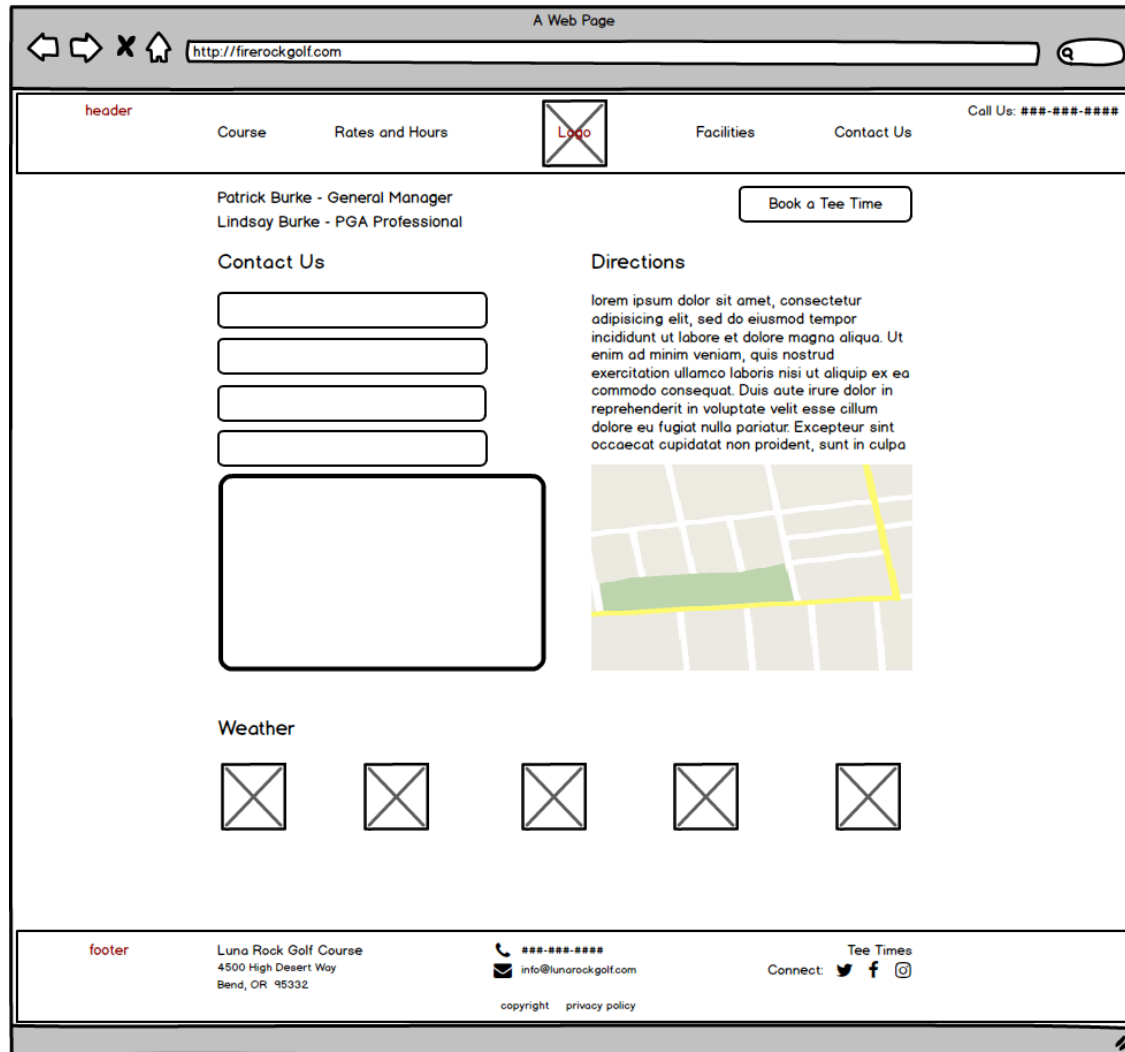 A Web Page
http://firerockgolf.com
header
Call Us: ###-###-####
Course
Rates and Hours
Logo
Facilities
Contact Us
Patrick Burke - General Manager
Lindsay Burke - PGA Professional
Book a Tee Time
Contact Us
Directions
lorem ipsum dolor sit amet, consectetur
adipisicing elit, sed do eiusmod tempor
incididunt ut labore et dolore magna aliqua. Ut
enim ad minim veniam, quis nostrud
exercitation ullamco laboris nisi ut aliquip ex ea
commodo consequat. Duis aute irure dolor in
reprehenderit in voluptate velit esse cillum
dolore eu fugiat nulla pariatur. Excepteur sint
occaecat cupidatat non proident, sunt in culpa
Weather
footer
Luna Rock Golf Course
4500 High Desert Way
Bend, OR 95332
###-###-####
info@lunarockgolf.com
copyright privacy policy
Tee Times
Connect: